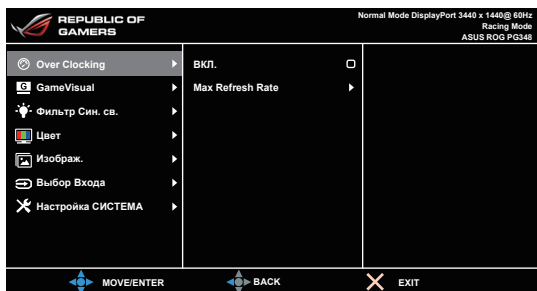 REPUBLIC OF
GAMERS
Normal Mode DisplayPort 3440 x 1440@ 60Hz
Racing Mode
ASUS ROG PG348
Over Clocking
ВКЛ.
G GameVisual
Max Refresh Rate
Фильтр Син. св.
Цвет
Изображ.
Выбор Входа
Настройка СИСТЕМА
MOVE/ENTER
BACK
EXIT